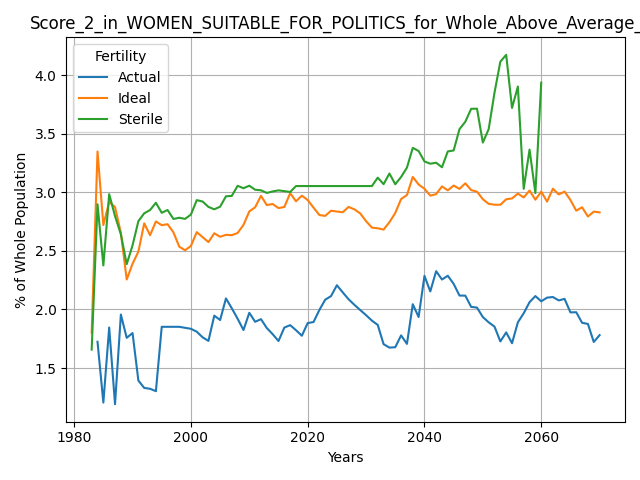 Score_2_in_WOMEN_SUITABLE_FOR_POLITICS_for_Whole_Above_Average_
Fertility
Actual
Ideal
Sterile
% of Whole Population
4.0
3.5
3.0
2.5
2.0
1.5
1980 2000 2020 2040 2060
Years